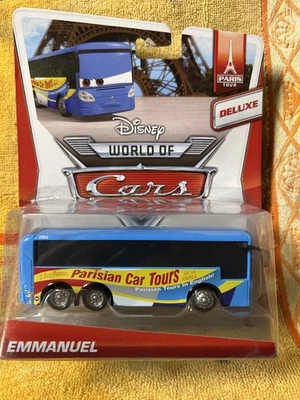 PARIS
TOUR
DELUXE
Disney
WORLD OF
Cars
Parisian Car Tours
Parisian Tours In English!
EMMANUEL